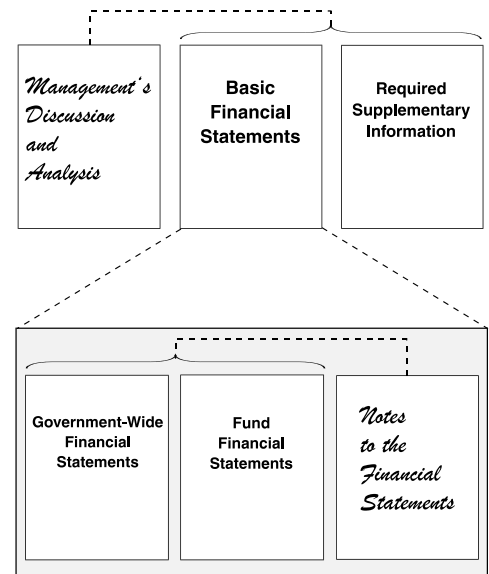 Management's
Discussion
and
Analysis
Basic
Financial
Statements
Required
Supplementary
Information
Government-Wide
Financial
Statements
Fund
Financial
Statements
Notes
to the
Financial
Statements